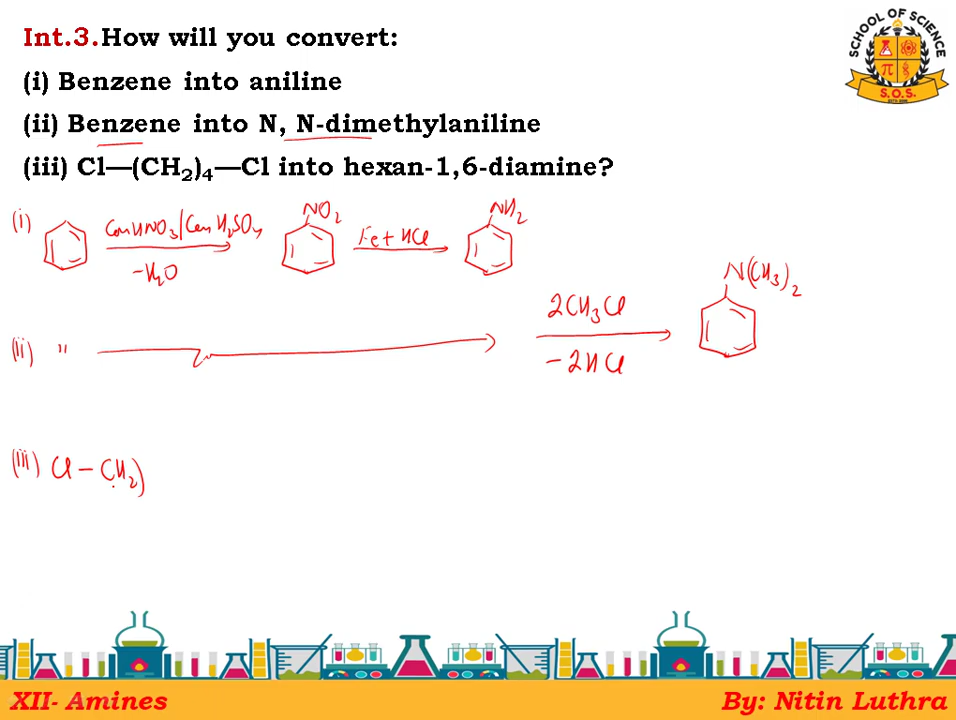 Int.3.How will you convert:
(i) Benzene into aniline
(ii) Benzene into N, N-dimethylaniline
(iii) Cl—(CH₂)₄—Cl into hexan-1,6-diamine?
SCHOOL OF SCIENCE
S.O.S.
(i) Con HNO₃/Con H₂SO₄ -H₂O NO₂ Fe + HCl NH₂
(ii) " 2CH₃Cl -2HCl N(CH₃)₂
(iii) Cl - CH₂)
XII- Amines
By: Nitin Luthra